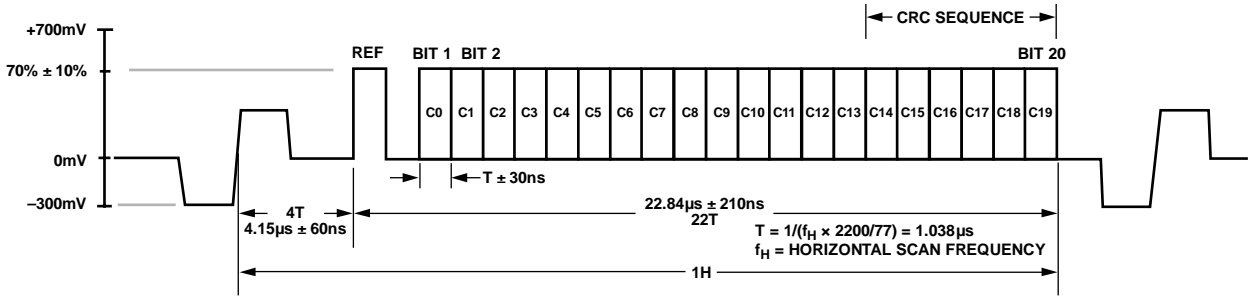 +700mV
CRC SEQUENCE
REF
BIT 1
BIT 2
BIT 20
70% ± 10%
C0
C1
C2
C3
C4
C5
C6
C7
C8
C9
C10
C11
C12
C13
C14
C15
C16
C17
C18
C19
0mV
T ± 30ns
–300mV
4T
4.15µs ± 60ns
22.84µs ± 210ns
22T
T = 1/(fH × 2200/77) = 1.038µs
fH = HORIZONTAL SCAN FREQUENCY
1H